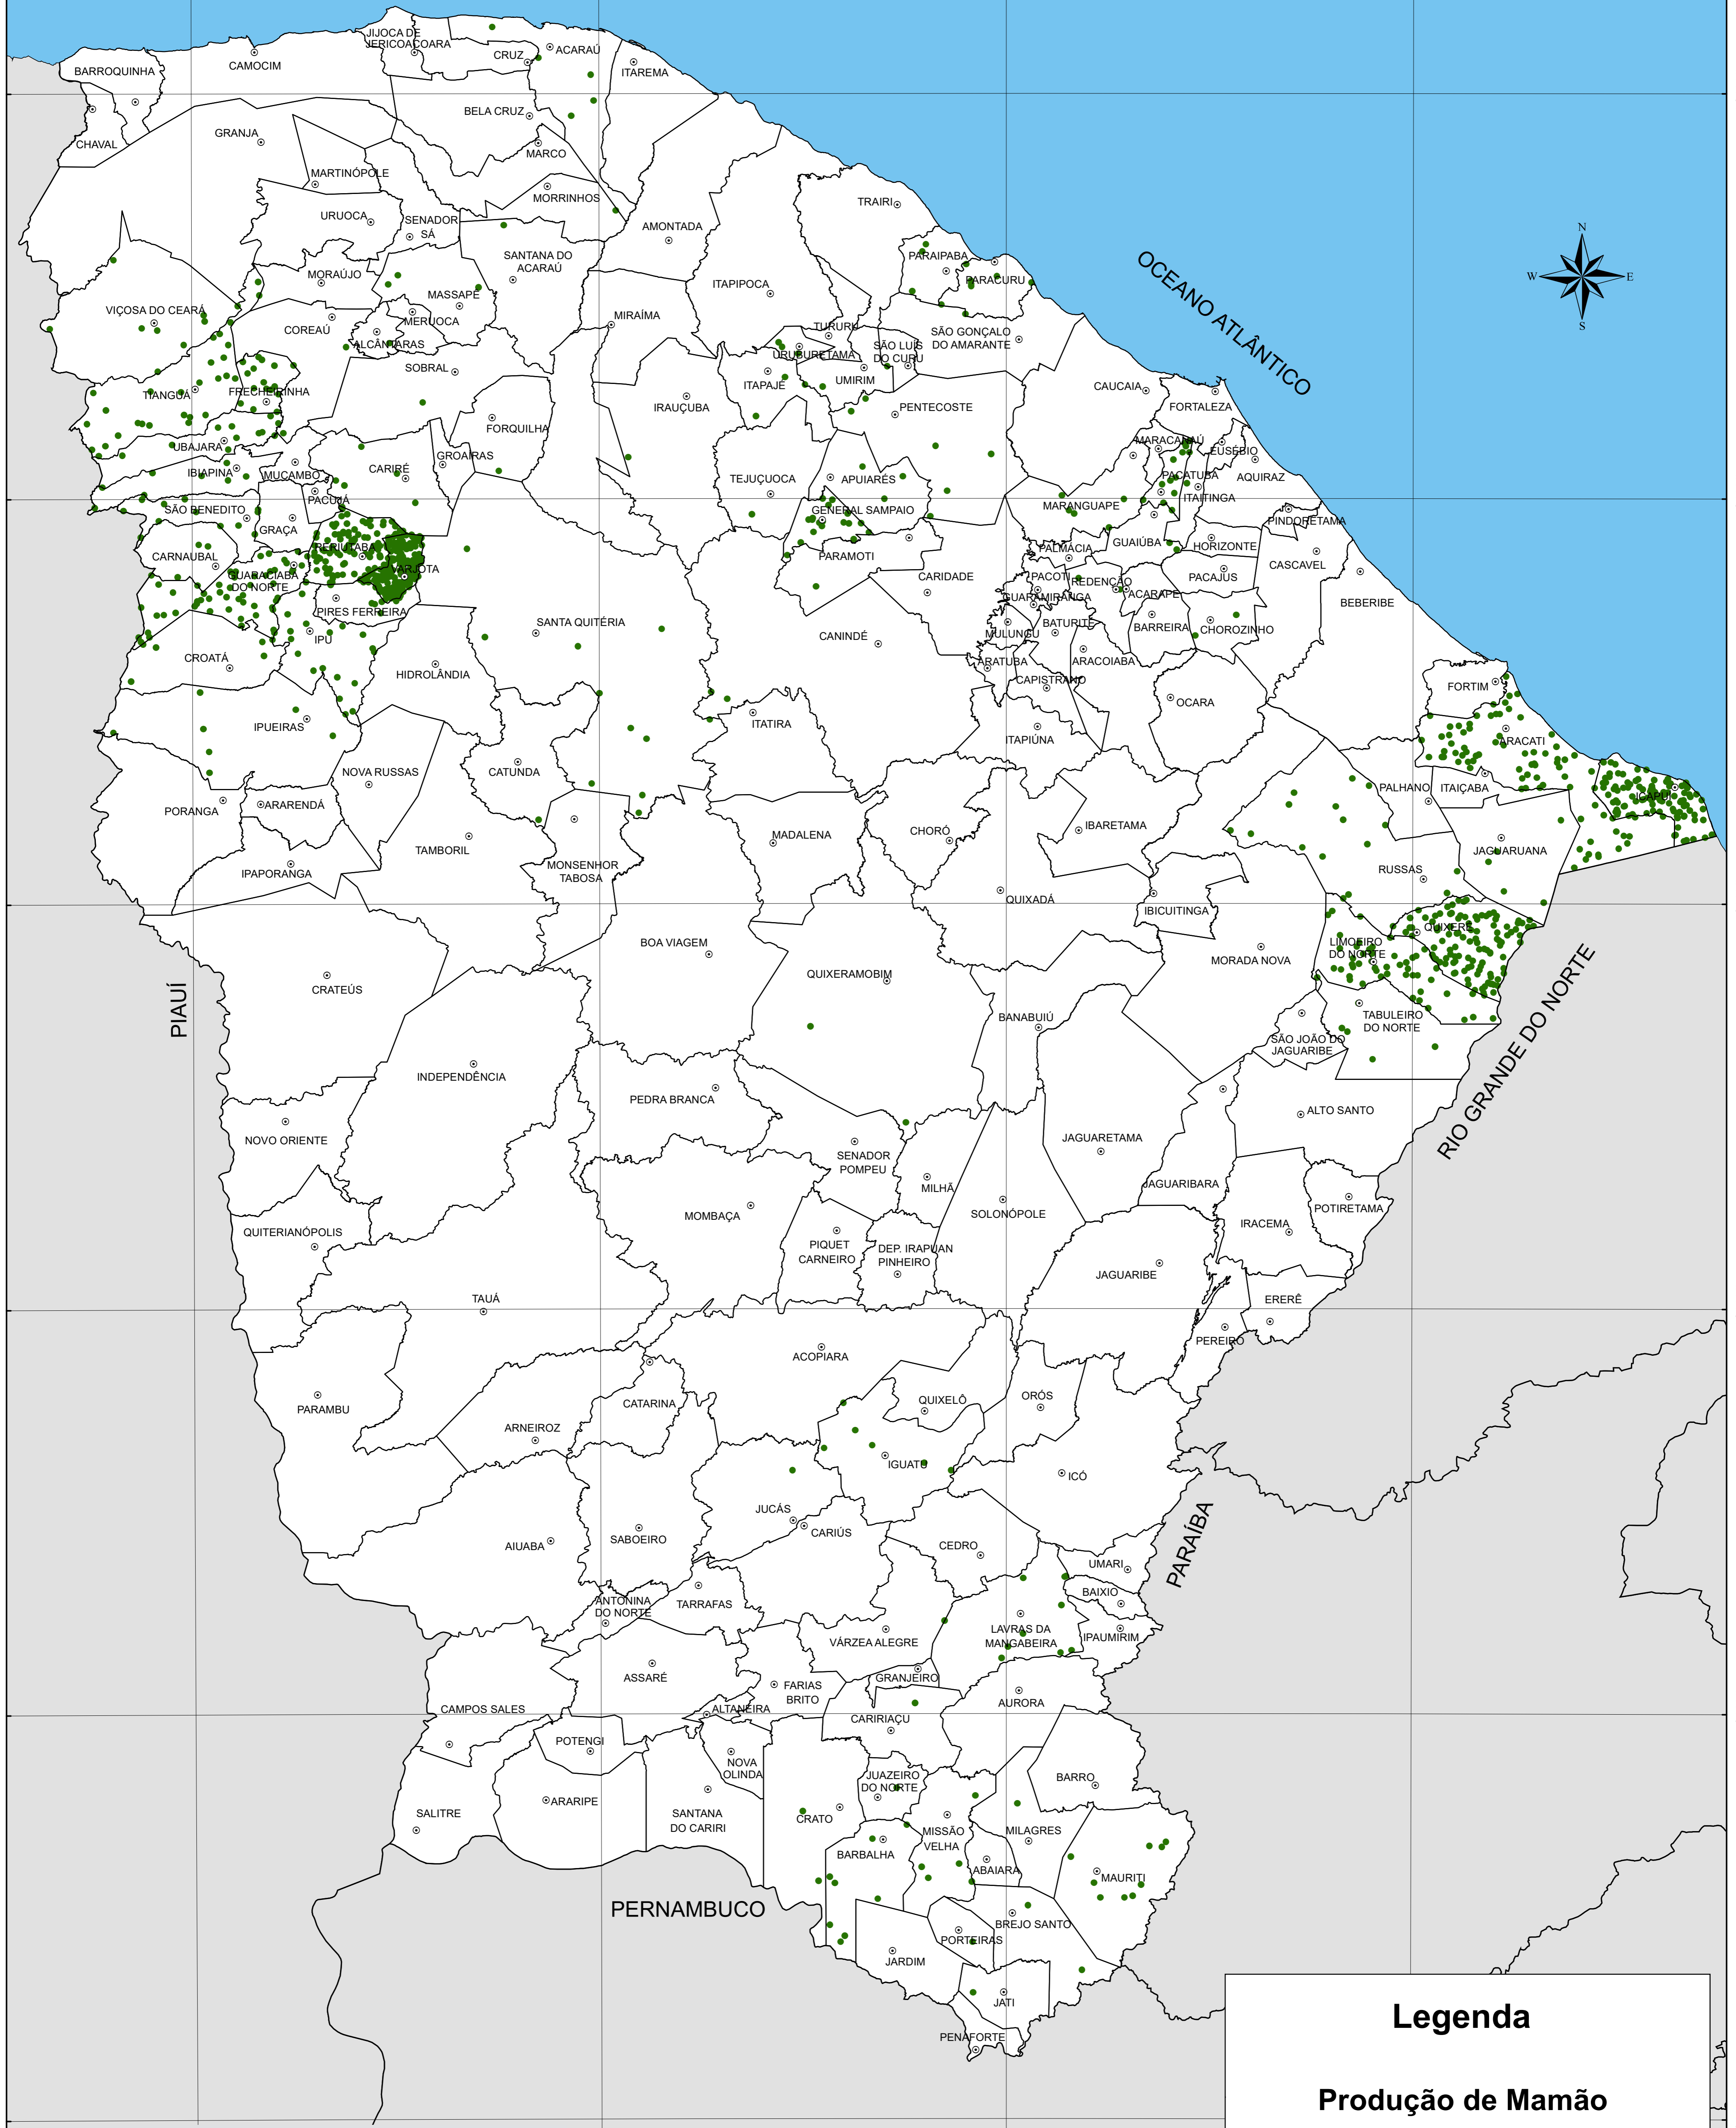 JIJOCA DE
JERICOACOARA
CRUZ
ACARAÚ
ITAREMA
BARROQUINHA
CAMOCIM
BELA CRUZ
CHAVAL
GRANJA
MARCO
MARTINÓPOLE
MORRINHOS
URUOCA
SENADOR
SÁ
TRAIRI
AMONTADA
SANTANA DO
ACARAÚ
PARAIPABA
PARACURU
MORAÚJO
ITAPIPOCA
MASSAPÊ
VIÇOSA DO CEARÁ
MIRAÍMA
MERUOCA
COREAÚ
ALCÂNTARAS
TURURU
URUBURETAMA
SÃO LUÍS
DO CURU
SÃO GONÇALO
DO AMARANTE
SOBRAL
ITAPAJÉ
UMIRIM
CAUCAIA
TIANGUÁ
FRECHEIRINHA
IRAUÇUBA
PENTECOSTE
FORTALEZA
FORQUILHA
UBAJARA
MARACANAÚ
EUSÉBIO
GROAÍRAS
CARIRÉ
IBIAPINA
MUCAMBO
TEJUÇUOCA
APUIARÉS
PACATUBA
AQUIRAZ
ITAITINGA
PACUJÁ
SÃO BENEDITO
GENERAL SAMPAIO
MARANGUAPE
PINDORETAMA
GRAÇA
GUAIÚBA
HORIZONTE
PALMÁCIA
CARNAUBAL
RERIUTABA
PARAMOTI
CASCAVEL
VARJOTA
GUARACIABA
DO NORTE
CARIDADE
PACOTI
REDENÇÃO
PACAJUS
ACARAPE
GUARAMIRANGA
BEBERIBE
PIRES FERREIRA
SANTA QUITÉRIA
BATURITÉ
BARREIRA
CHOROZINHO
MULUNGU
IPU
CANINDÉ
CROATÁ
ARATUBA
ARACOIABA
HIDROLÂNDIA
CAPISTRANO
FORTIM
OCARA
IPUEIRAS
ITATIRA
ITAPIÚNA
ARACATI
NOVA RUSSAS
CATUNDA
PALHANO
ITAIÇABA
ICAPUÍ
PORANGA
ARARENDÁ
MADALENA
CHORÓ
IBARETAMA
TAMBORIL
JAGUARUANA
MONSENHOR
TABOSA
IPAPORANGA
RUSSAS
QUIXADÁ
IBICUITINGA
QUIXERÉ
BOA VIAGEM
LIMOEIRO
DO NORTE
MORADA NOVA
QUIXERAMOBIM
CRATEÚS
BANABUIÚ
TABULEIRO
DO NORTE
SÃO JOÃO DO
JAGUARIBE
INDEPENDÊNCIA
PEDRA BRANCA
ALTO SANTO
NOVO ORIENTE
JAGUARETAMA
SENADOR
POMPEU
MILHÃ
JAGUARIBARA
POTIRETAMA
MOMBAÇA
SOLONÓPOLE
IRACEMA
QUITERIANÓPOLIS
PIQUET
CARNEIRO
DEP. IRAPUAN
PINHEIRO
JAGUARIBE
TAUÁ
ERERÊ
PEREIRO
ACOPIARA
PARAMBU
CATARINA
QUIXELÔ
ORÓS
ARNEIROZ
IGUATU
ICÓ
JUCÁS
CARIÚS
AIUABA
SABOEIRO
CEDRO
UMARI
BAIXIO
ANTONINA
DO NORTE
TARRAFAS
VÁRZEA ALEGRE
LAVRAS DA
MANGABEIRA
IPAUMIRIM
ASSARÉ
GRANJEIRO
FARIAS
BRITO
AURORA
CAMPOS SALES
ALTANEIRA
CARIRIAÇU
POTENGI
NOVA
OLINDA
JUAZEIRO
DO NORTE
BARRO
ARARIPE
SALITRE
SANTANA
DO CARIRI
CRATO
MISSÃO
VELHA
MILAGRES
BARBALHA
ABAIARA
MAURITI
BREJO SANTO
PORTEIRAS
JARDIM
JATI
PENAFORTE
OCEANO ATLÂNTICO
PIAUÍ
RIO GRANDE DO NORTE
PARAÍBA
PERNAMBUCO
N
W
E
S
Legenda
Produção de Mamão